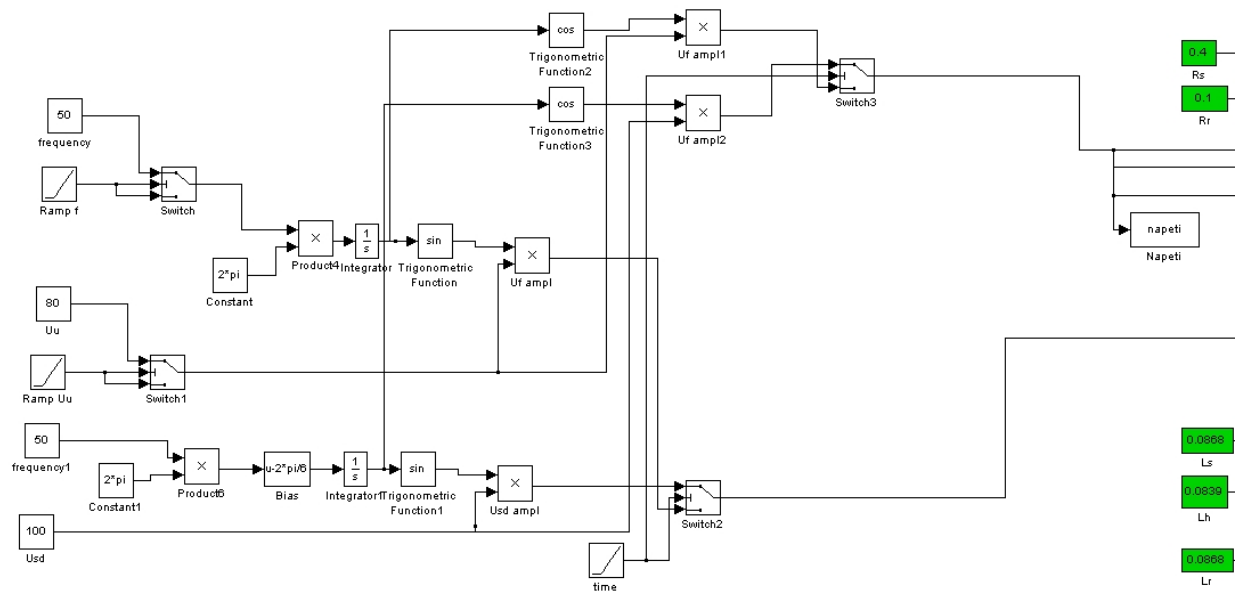 cos
Trigonometric
Function2
×
Uf ampl1
0.4
Rs
Switch3
0.1
Rr
cos
Trigonometric
Function3
×
Uf ampl2
50
frequency
Ramp f
Switch
×
Product4
1
s
Integrator
sin
Trigonometric
Function
×
Uf ampl
napeti
Napeti
2*pi
Constant
80
Uu
Ramp Uu
Switch1
50
frequency1
2*pi
Constant1
×
Product6
u-2*pi/6
Bias
1
s
Integrator1
sin
Trigonometric
Function1
×
Usd ampl
Switch2
0.0868
Ls
0.0839
Lh
100
Usd
time
0.0868
Lr